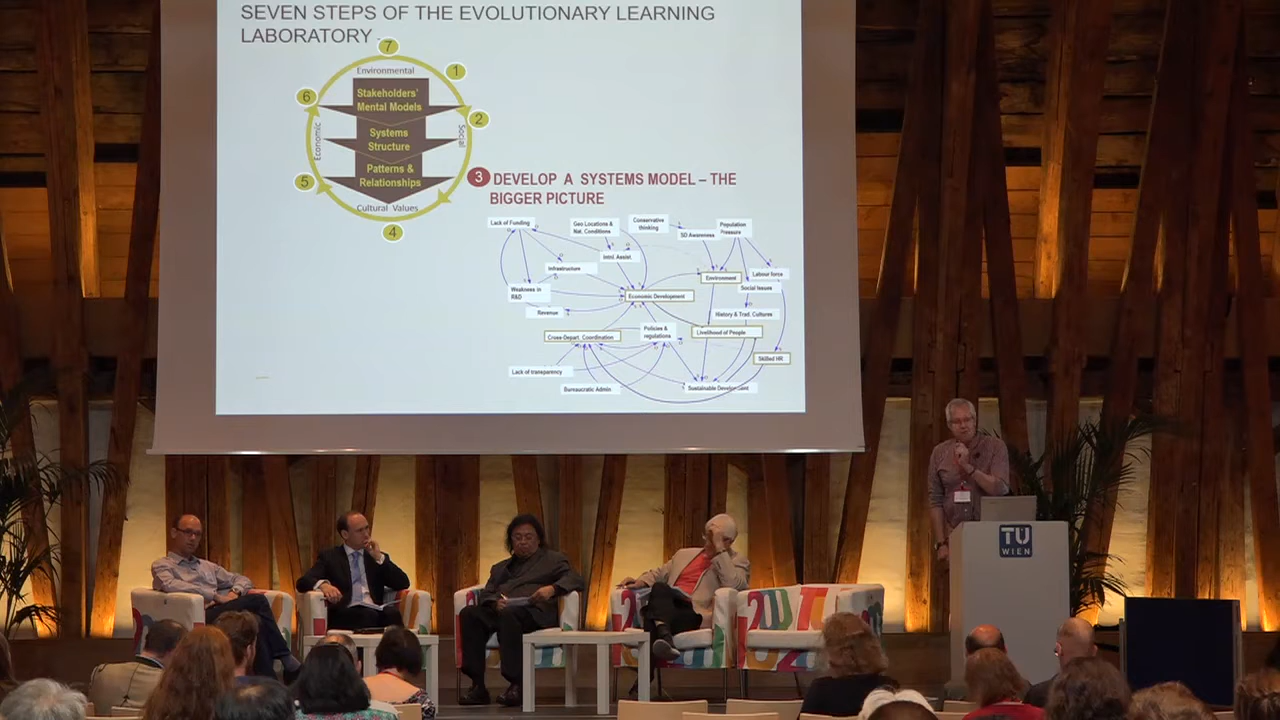 SEVEN STEPS OF THE EVOLUTIONARY LEARNING
LABORATORY
7
Environmental
1
6
Stakeholders'
Mental Models
2
Economic
Systems
Structure
Social
Patterns &
Relationships
5
Cultural Values
4
3 DEVELOP A SYSTEMS MODEL – THE
BIGGER PICTURE
Lack of Funding
Geo Locations &
Nat. Conditions
Conservative
thinking
SD Awareness
Population
Pressure
Intnl. Assist.
Infrastructure
Environment
Labour force
Social Issues
Weakness in
R&D
Economic Development
Revenue
History & Trad. Cultures
Cross-Depart. Coordination
Policies &
regulations
Livelihood of People
Skilled HR
Lack of transparency
Bureaucratic Admin
Sustainable Development
TU
WIEN